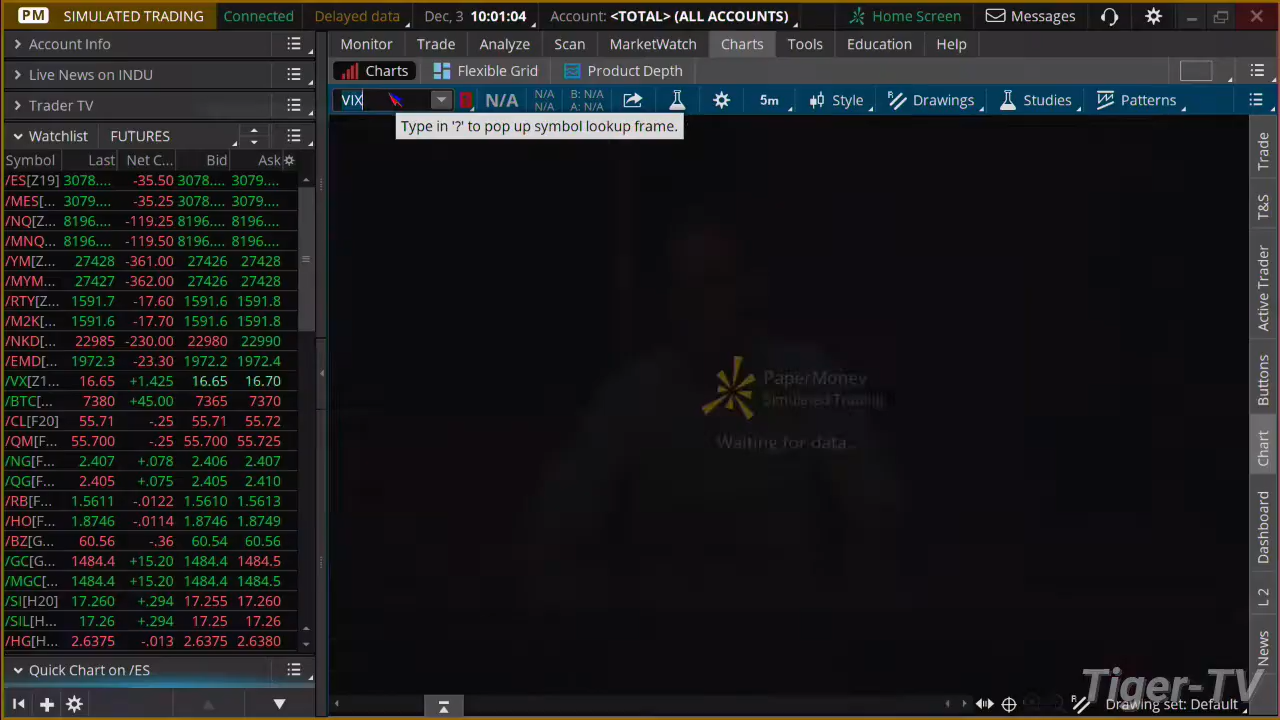 PM SIMULATED TRADING Connected Delayed data Dec, 3 10:01:04 Account: <TOTAL> (ALL ACCOUNTS) Home Screen Messages
Account Info
Live News on INDU
Trader TV
Watchlist FUTURES
Symbol Last Net C... Bid Ask
/ES[Z19] 3078.... -35.50 3078.... 3079....
/MES[... 3079.... -35.25 3078.... 3079....
/NQ[Z... 8196.... -119.25 8196.... 8196....
/MNQ... 8196.... -119.50 8196.... 8196....
/YM[Z... 27428 -361.00 27426 27428
/MYM... 27427 -362.00 27426 27428
/RTY[Z... 1591.7 -17.60 1591.6 1591.8
/M2K[... 1591.6 -17.70 1591.6 1591.8
/NKD[... 22985 -230.00 22980 22990
/EMD[... 1972.3 -23.30 1972.2 1972.4
/VX[Z1... 16.65 +1.425 16.65 16.70
/BTC[... 7380 +45.00 7365 7370
/CL[F20] 55.71 -.25 55.71 55.72
/QM[F... 55.700 -.25 55.700 55.725
/NG[F... 2.407 +.078 2.406 2.407
/QG[F... 2.405 +.075 2.405 2.410
/RB[F... 1.5611 -.0122 1.5610 1.5613
/HO[F... 1.8746 -.0114 1.8746 1.8749
/BZ[G... 60.56 -.36 60.54 60.56
/GC[G... 1484.4 +15.20 1484.4 1484.5
/MGC[... 1484.4 +15.20 1484.4 1484.5
/SI[H20] 17.260 +.294 17.255 17.260
/SIL[H... 17.26 +.294 17.25 17.26
/HG[H... 2.6375 -.013 2.6375 2.6380
Quick Chart on /ES
Monitor Trade Analyze Scan MarketWatch Charts Tools Education Help
Charts Flexible Grid Product Depth
VIX N/A N/A B: N/A 5m Style Drawings Studies Patterns
N/A A: N/A
Type in '?' to pop up symbol lookup frame.
PaperMoney
Simulated Trading
Waiting for data...
Trade
T&S
Active Trader
Buttons
Chart
Dashboard
L 2
News
Tiger-TV
Drawing set: Default